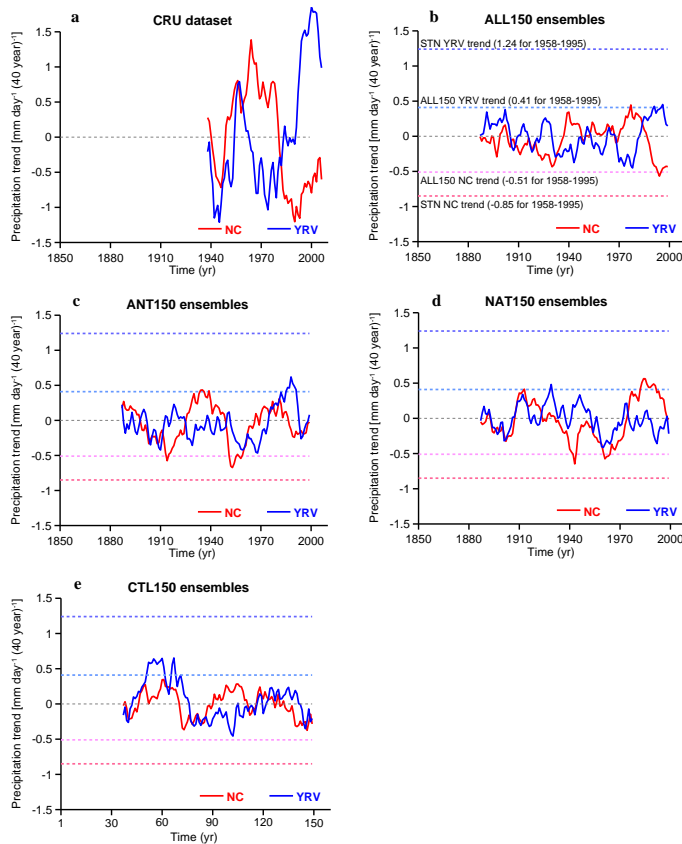 a
CRU dataset
Precipitation trend [mm day⁻¹ (40 year)⁻¹]
1.5
1
0.5
0
-0.5
-1
-1.5
NC
YRV
1850
1880
1910
1940
1970
2000
Time (yr)
b
ALL150 ensembles
Precipitation trend [mm day⁻¹ (40 year)⁻¹]
1.5
1
0.5
0
-0.5
-1
-1.5
STN YRV trend (1.24 for 1958-1995)
ALL150 YRV trend (0.41 for 1958-1995)
ALL150 NC trend (-0.51 for 1958-1995)
STN NC trend (-0.85 for 1958-1995)
NC
YRV
1850
1880
1910
1940
1970
2000
Time (yr)
c
ANT150 ensembles
Precipitation trend [mm day⁻¹ (40 year)⁻¹]
1.5
1
0.5
0
-0.5
-1
-1.5
NC
YRV
1850
1880
1910
1940
1970
2000
Time (yr)
d
NAT150 ensembles
Precipitation trend [mm day⁻¹ (40 year)⁻¹]
1.5
1
0.5
0
-0.5
-1
-1.5
NC
YRV
1850
1880
1910
1940
1970
2000
Time (yr)
e
CTL150 ensembles
Precipitation trend [mm day⁻¹ (40 year)⁻¹]
1.5
1
0.5
0
-0.5
-1
-1.5
NC
YRV
1
30
60
90
120
150
Time (yr)